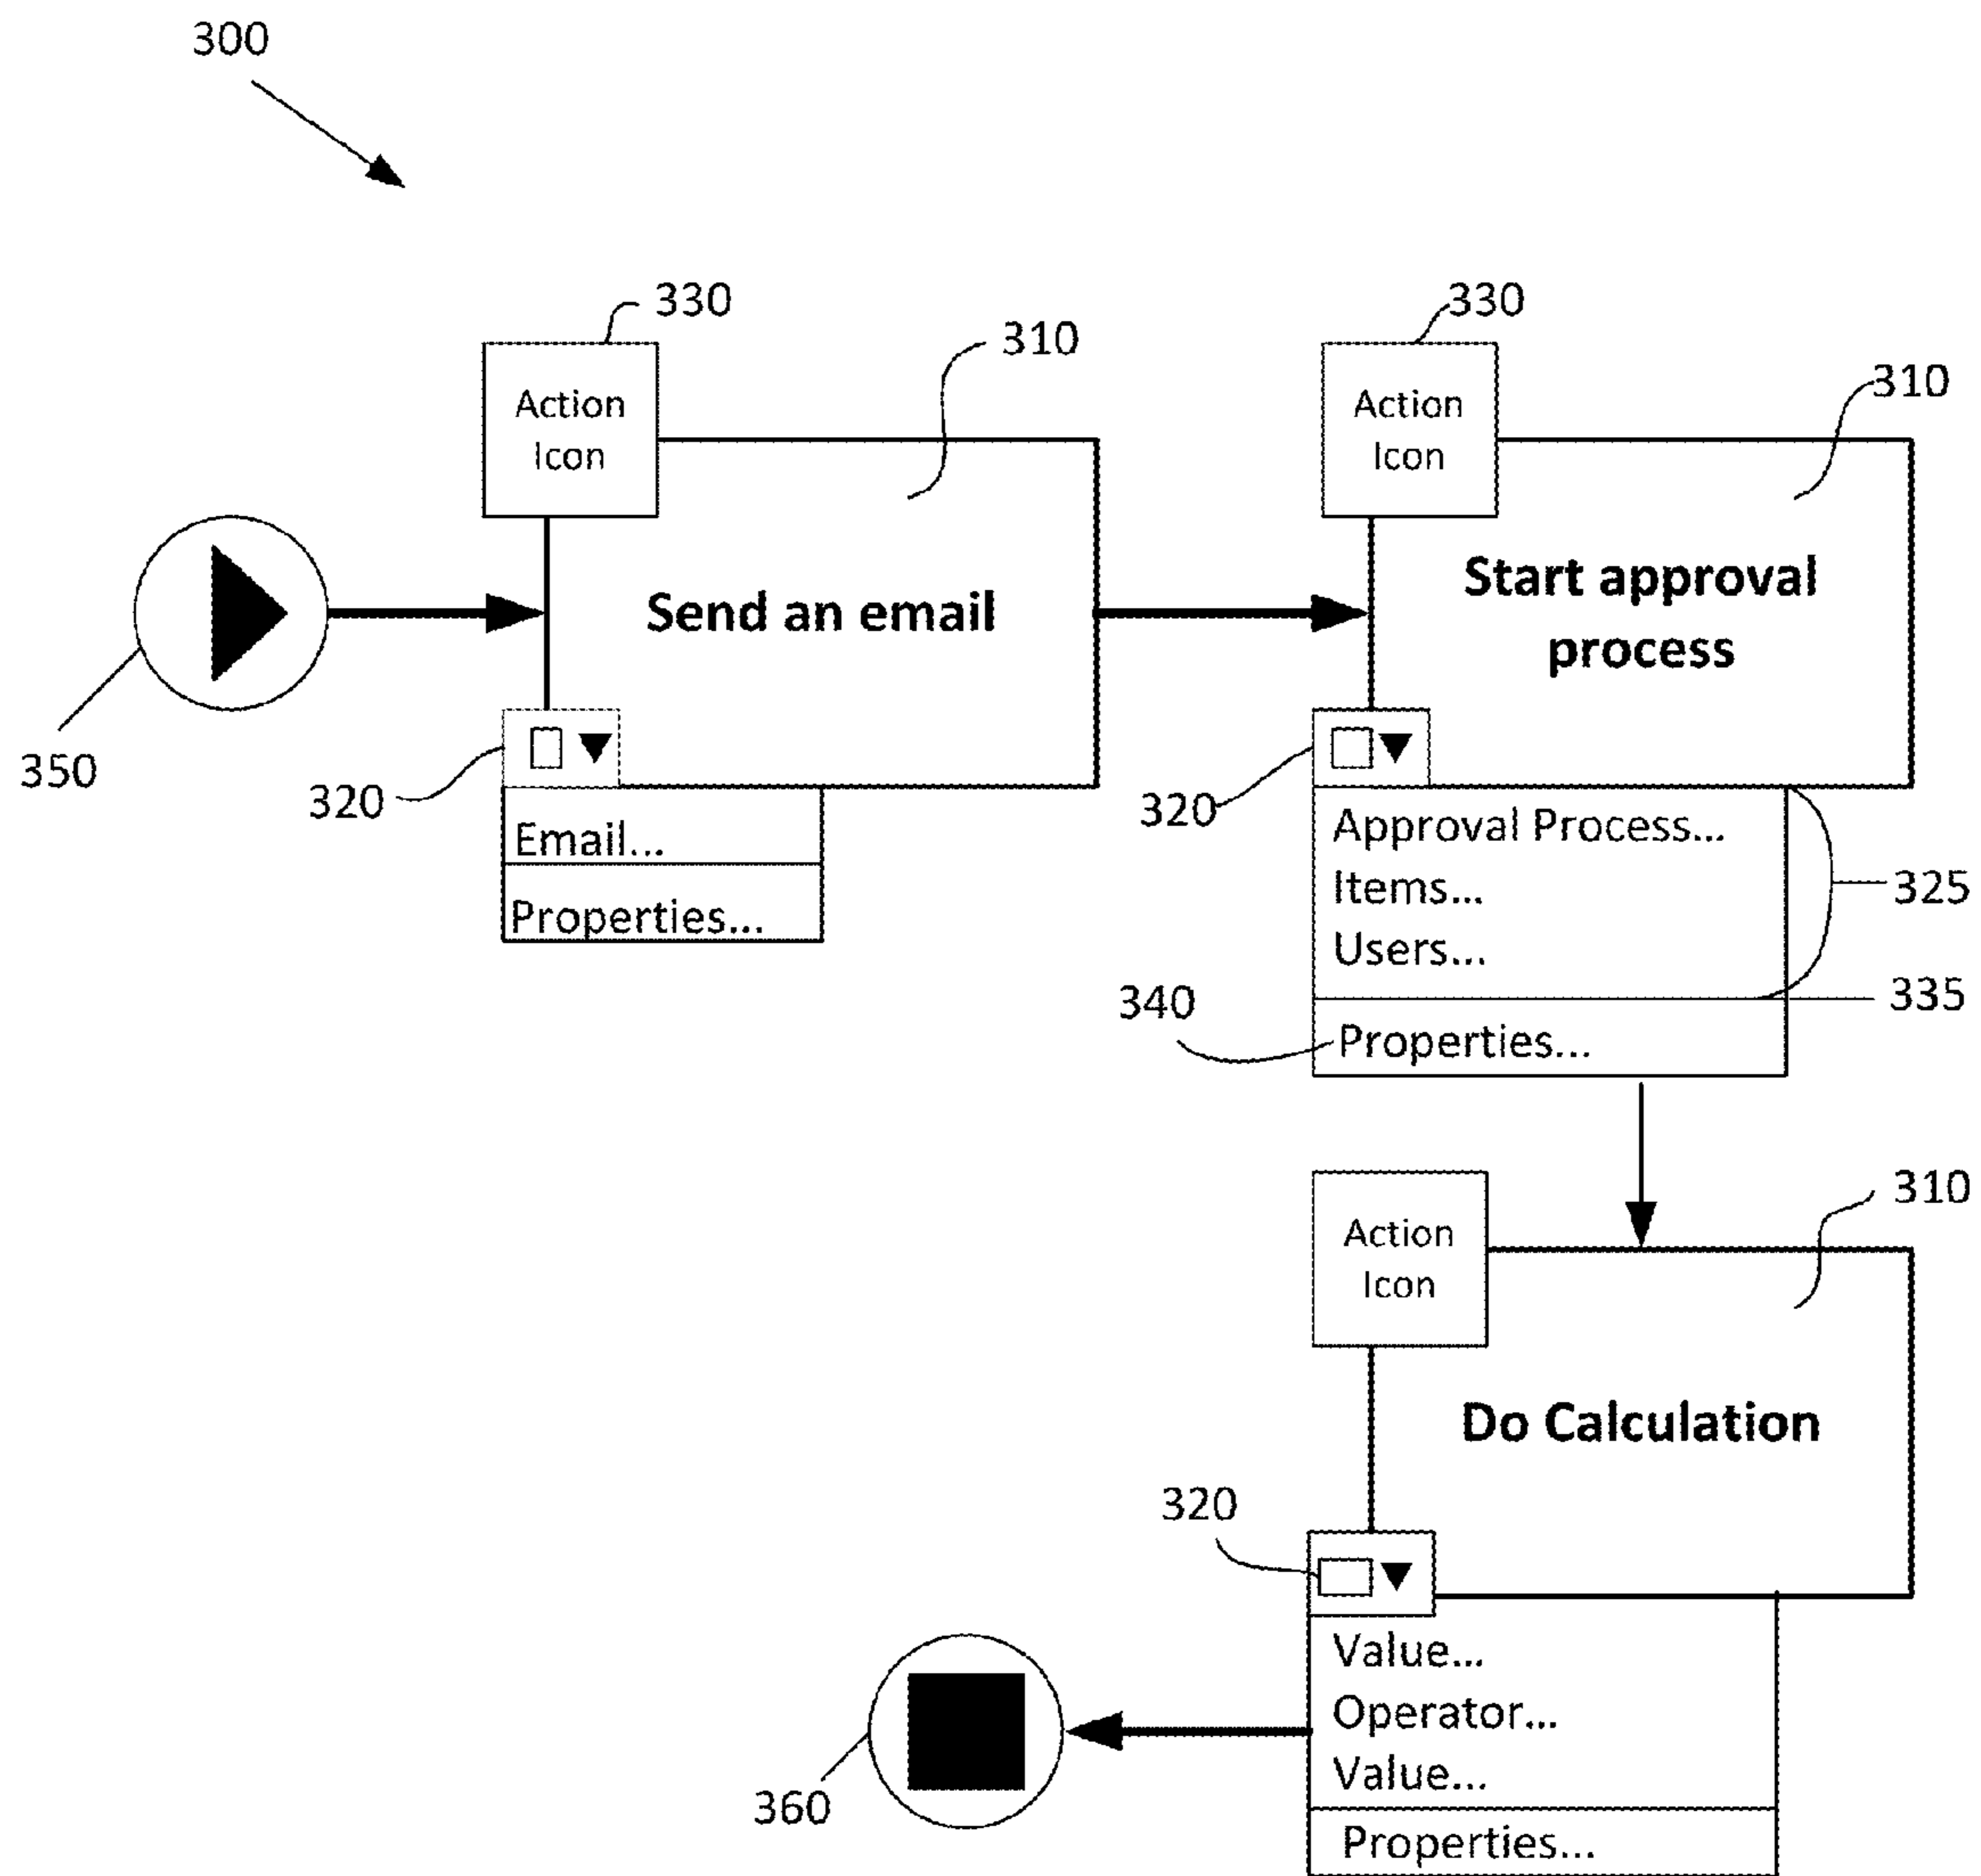 300
330
310
Action
Icon
Send an email
350
320
Email...
Properties...
330
310
Action
Icon
Start approval
process
320
Approval Process...
Items...
Users...
325
335
340
Properties...
310
Action
Icon
Do Calculation
320
Value...
Operator...
Value...
Properties...
360